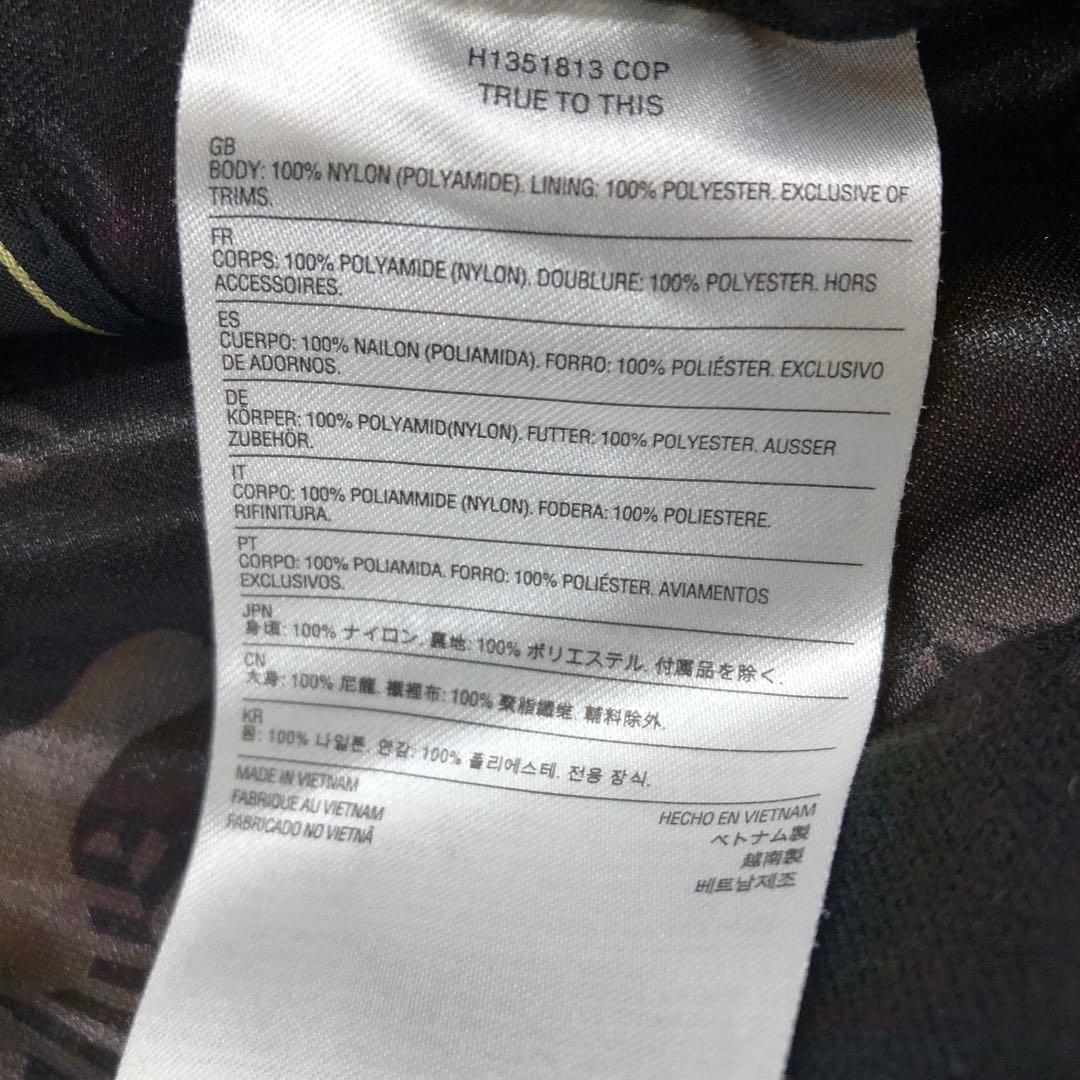 H1351813 COP
TRUE TO THIS
GB
BODY: 100% NYLON (POLYAMIDE). LINING: 100% POLYESTER. EXCLUSIVE OF
TRIMS.
FR
CORPS: 100% POLYAMIDE (NYLON). DOUBLURE: 100% POLYESTER. HORS
ACCESSOIRES.
ES
CUERPO: 100% NAILON (POLIAMIDA). FORRO: 100% POLIÉSTER. EXCLUSIVO
DE ADORNOS.
DE
KÖRPER: 100% POLYAMID(NYLON). FUTTER: 100% POLYESTER. AUSSER
ZUBEHÖR.
IT
CORPO: 100% POLIAMMIDE (NYLON). FODERA: 100% POLIESTERE.
RIFINITURA.
PT
CORPO: 100% POLIAMIDA. FORRO: 100% POLIÉSTER. AVIAMENTOS
EXCLUSIVOS.
JPN
身頃: 100% ナイロン. 裏地: 100% ポリエステル. 付属品を除く.
CN
大身: 100% 尼龍. 襯裡布: 100% 聚脂纖維. 輔料除外.
KR
몸: 100% 나일론. 안감: 100% 폴리에스테. 전용 장식.
MADE IN VIETNAM
FABRIQUE AU VIETNAM
FABRICADO NO VIETNÃ
HECHO EN VIETNAM
ベトナム製
越南製
베트남제조